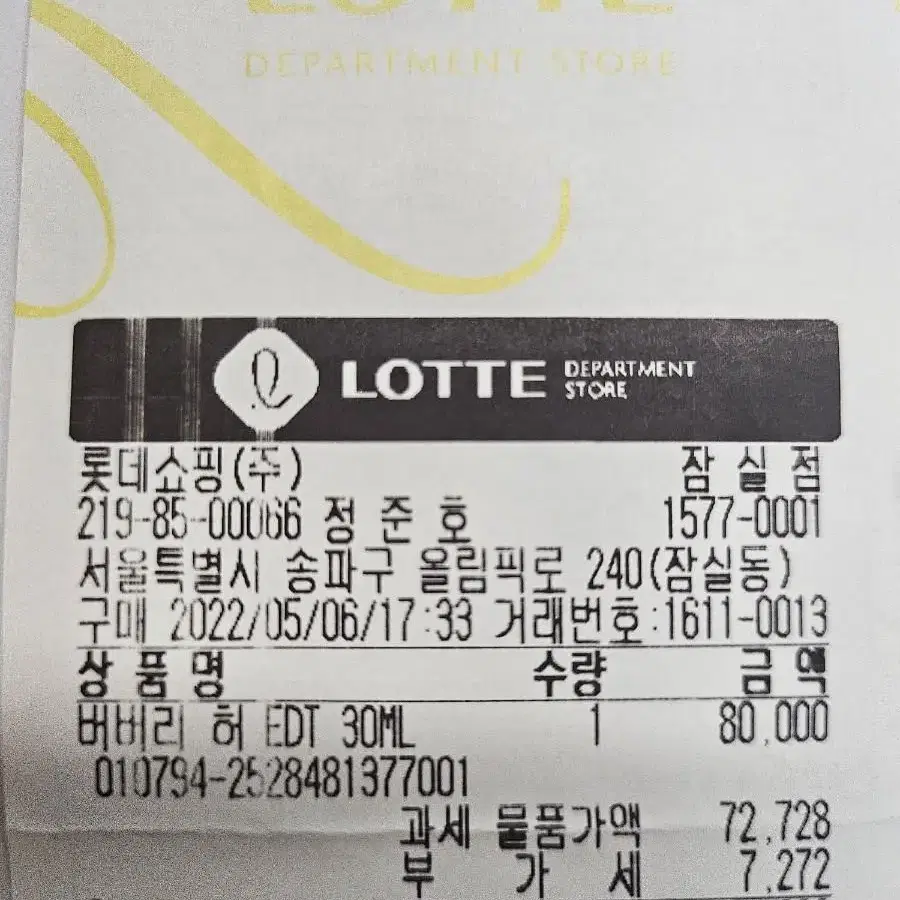 LOTTE
DEPARTMENT STORE
LOTTE DEPARTMENT STORE
롯데쇼핑(주) 잠 실 점
219-85-00066 정 준 호 1577-0001
서울특별시 송파구 올림픽로 240(잠실동)
구매 2022/05/06/17:33 거래번호:1611-0013
상 품 명 수량 금 액
버버리 허 EDT 30ML 1 80,000
010794-2528481377001
과세 물품가액 72,728
부 가 세 7,272